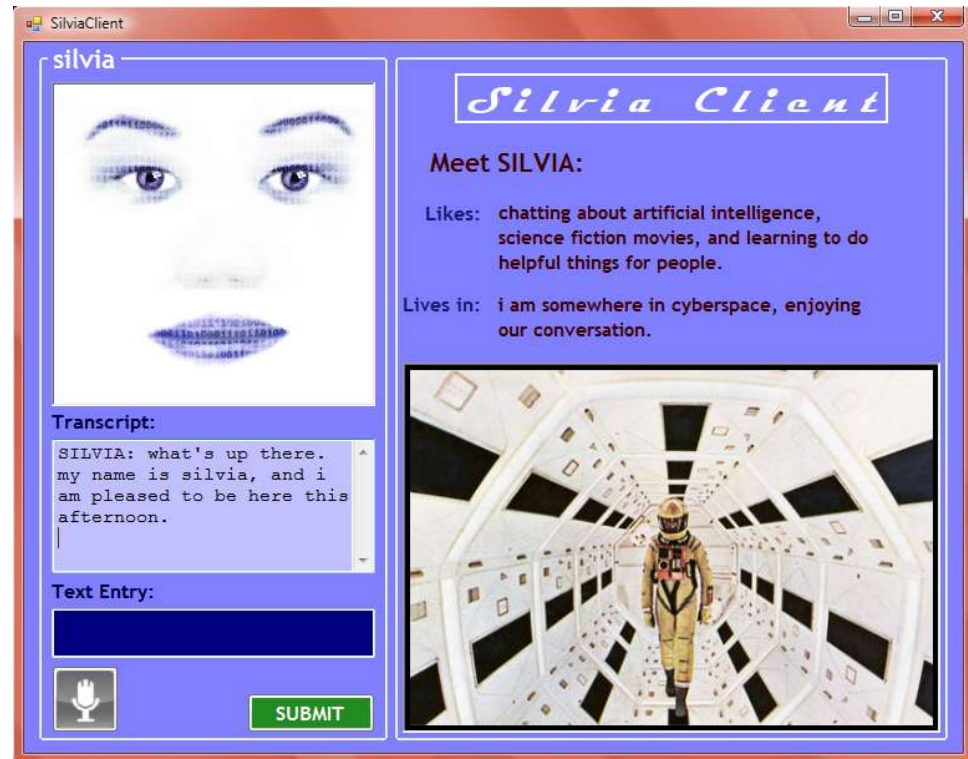 SilviaClient
silvia
Transcript:
SILVIA: what's up there.
my name is silvia, and i
am pleased to be here this
afternoon.
Text Entry:
SUBMIT
Silvia Client
Meet SILVIA:
Likes: chatting about artificial intelligence,
science fiction movies, and learning to do
helpful things for people.
Lives in: i am somewhere in cyberspace, enjoying
our conversation.